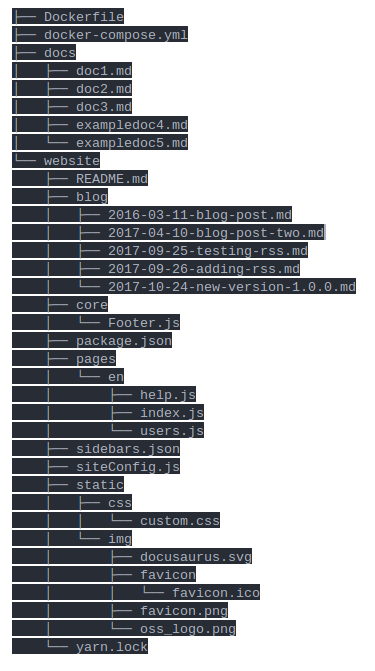 ├── Dockerfile
├── docker-compose.yml
├── docs
│   ├── doc1.md
│   ├── doc2.md
│   ├── doc3.md
│   ├── exampledoc4.md
│   └── exampledoc5.md
└── website
    ├── README.md
    ├── blog
    │   ├── 2016-03-11-blog-post.md
    │   ├── 2017-04-10-blog-post-two.md
    │   ├── 2017-09-25-testing-rss.md
    │   ├── 2017-09-26-adding-rss.md
    │   └── 2017-10-24-new-version-1.0.0.md
    ├── core
    │   └── Footer.js
    ├── package.json
    ├── pages
    │   └── en
    │       ├── help.js
    │       ├── index.js
    │       └── users.js
    ├── sidebars.json
    ├── siteConfig.js
    ├── static
    │   ├── css
    │   │   └── custom.css
    │   └── img
    │       ├── docusaurus.svg
    │       ├── favicon
    │       │   └── favicon.ico
    │       ├── favicon.png
    │       └── oss_logo.png
    └── yarn.lock